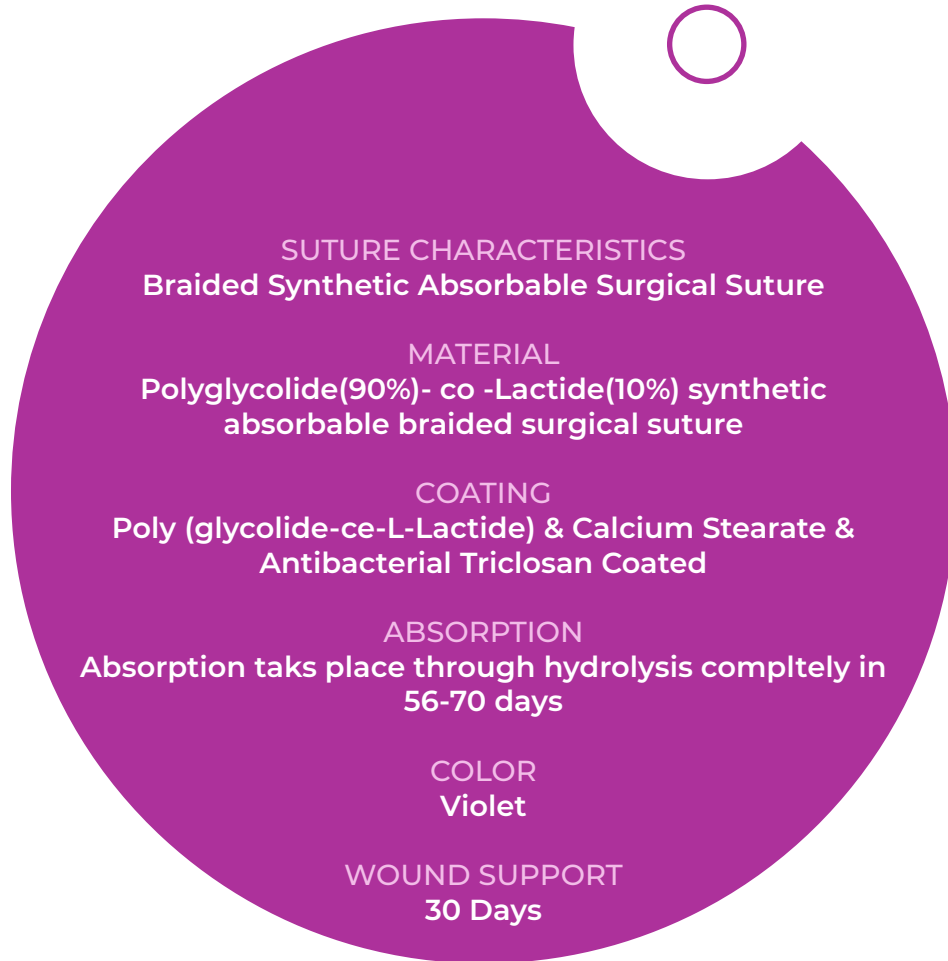 SUTURE CHARACTERISTICS
Braided Synthetic Absorbable Surgical Suture
MATERIAL
Polyglycolide(90%)- co -Lactide(10%) synthetic
absorbable braided surgical suture
COATING
Poly (glycolide-ce-L-Lactide) & Calcium Stearate &
Antibacterial Triclosan Coated
ABSORPTION
Absorption taks place through hydrolysis compltely in
56-70 days
COLOR
Violet
WOUND SUPPORT
30 Days